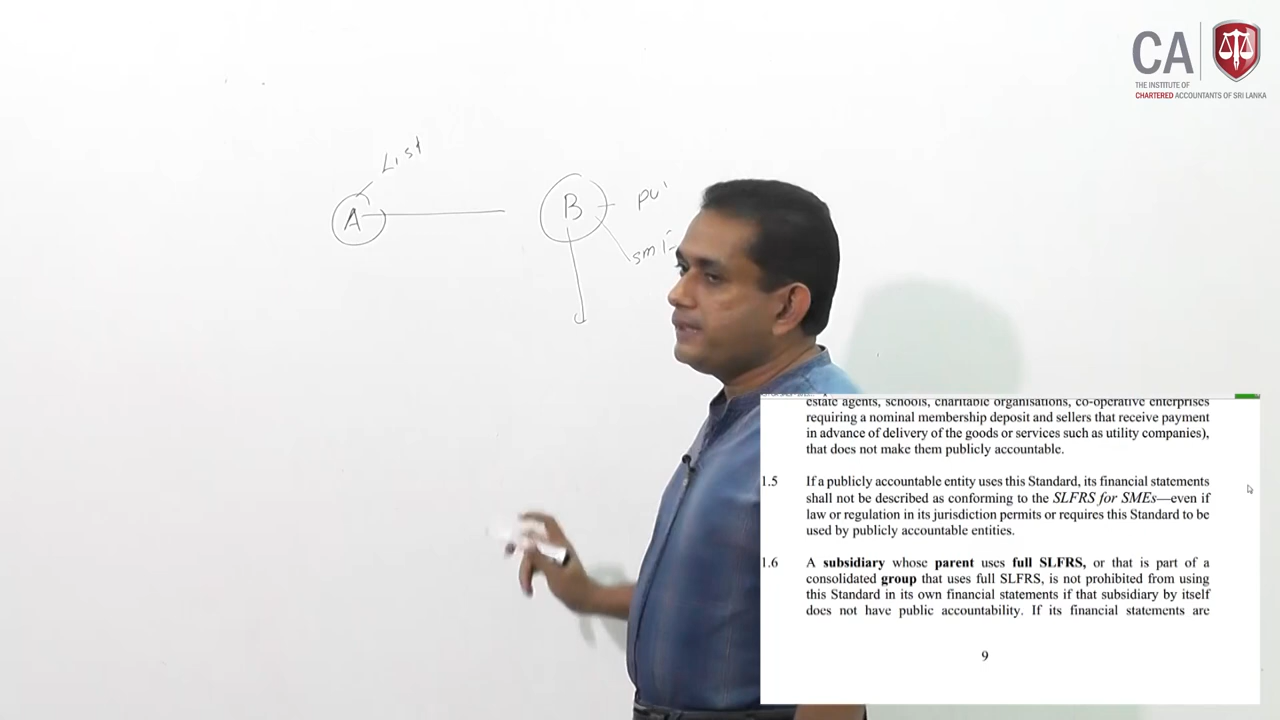 CA
THE INSTITUTE OF
CHARTERED ACCOUNTANTS OF SRI LANKA
List
A
B
PV
SME
estate agents, schools, charitable organisations, co-operative enterprises
requiring a nominal membership deposit and sellers that receive payment
in advance of delivery of the goods or services such as utility companies),
that does not make them publicly accountable.
1.5 If a publicly accountable entity uses this Standard, its financial statements
shall not be described as conforming to the SLFRS for SMEs—even if
law or regulation in its jurisdiction permits or requires this Standard to be
used by publicly accountable entities.
1.6 A subsidiary whose parent uses full SLFRS, or that is part of a
consolidated group that uses full SLFRS, is not prohibited from using
this Standard in its own financial statements if that subsidiary by itself
does not have public accountability. If its financial statements are
9